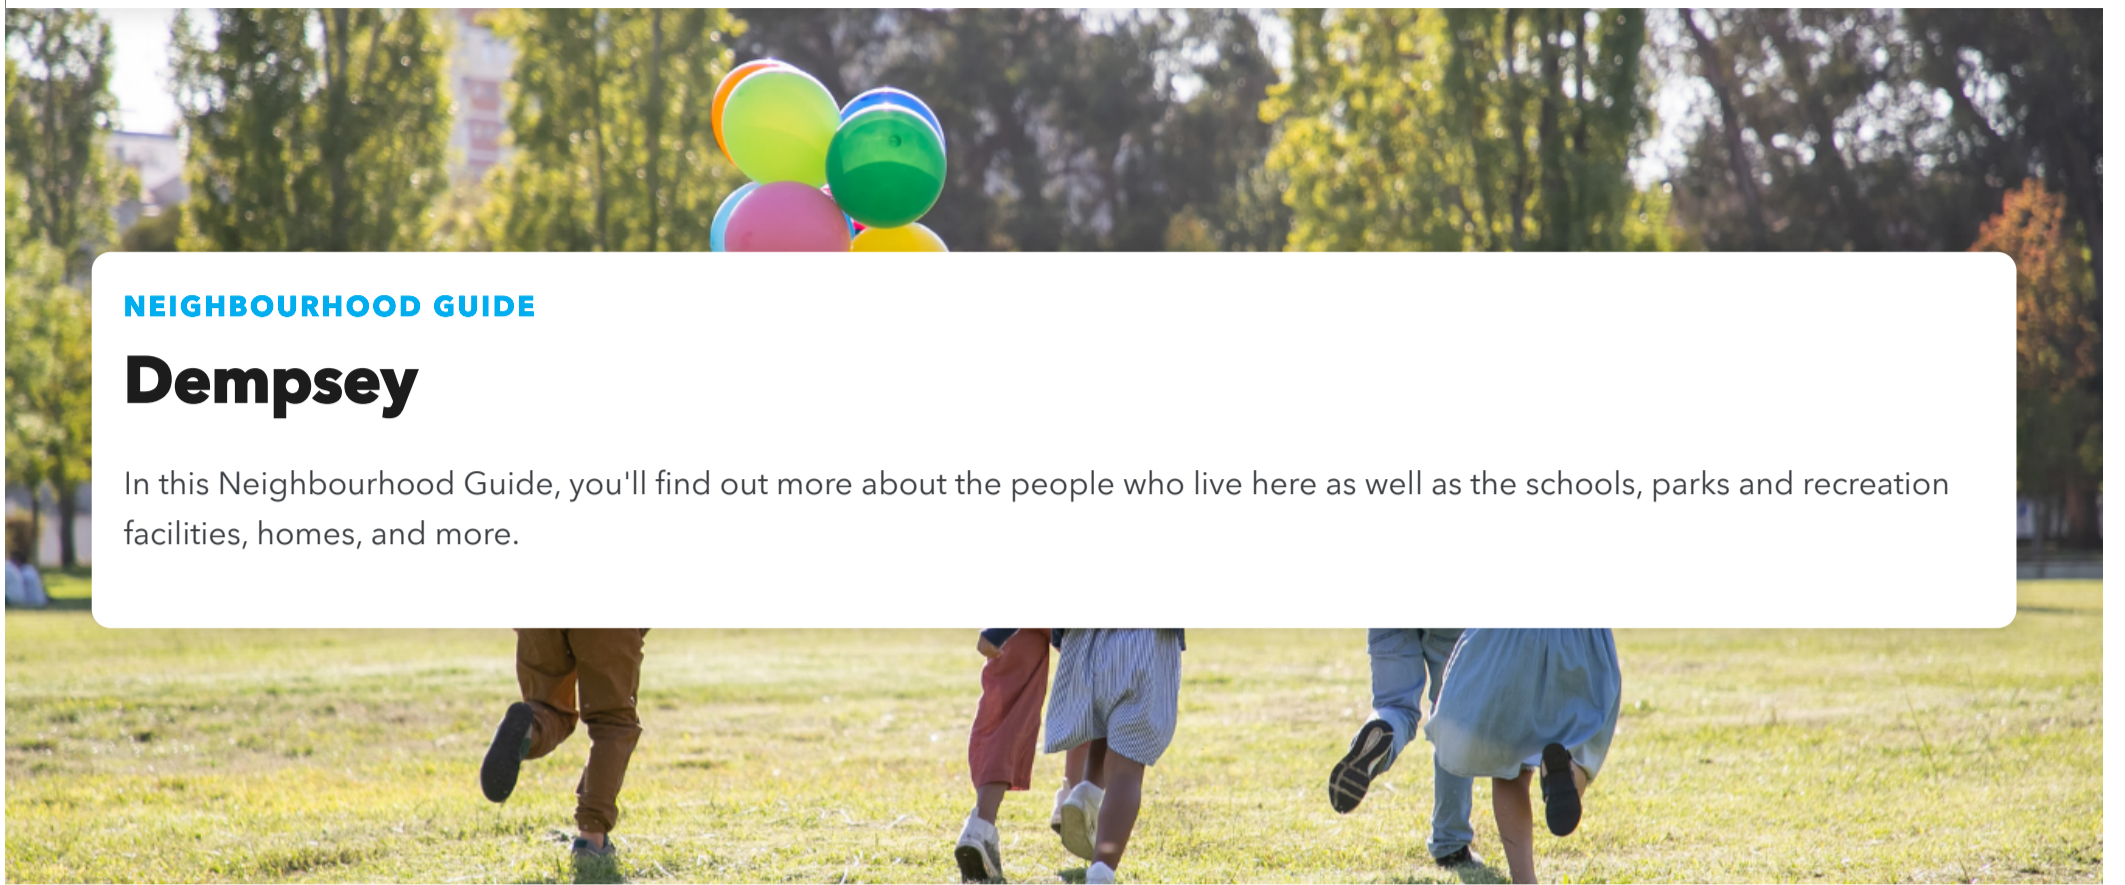 NEIGHBOURHOOD GUIDE
Dempsey
In this Neighbourhood Guide, you'll find out more about the people who live here as well as the schools, parks and recreation
facilities, homes, and more.